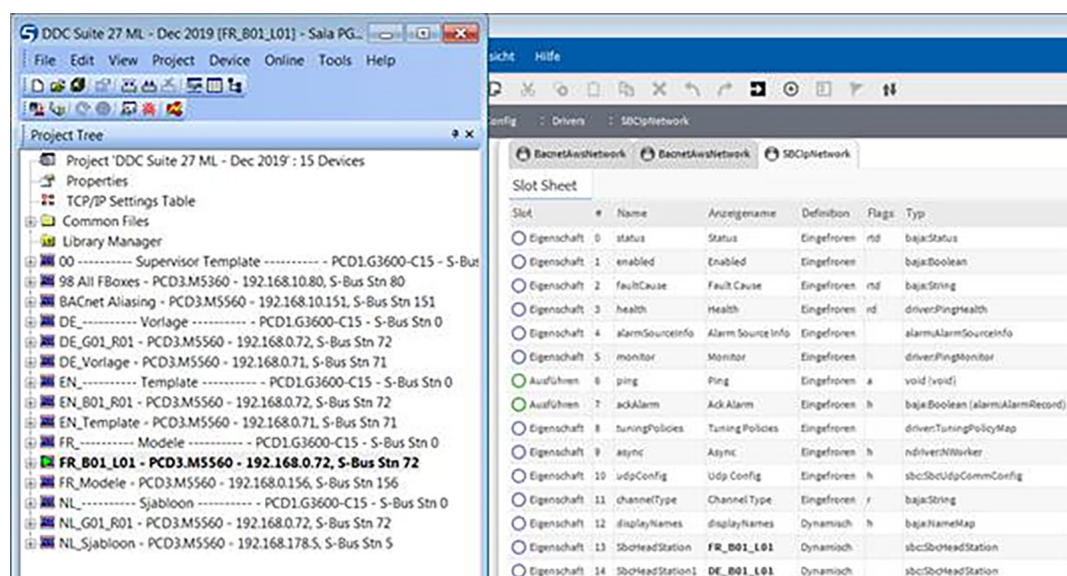 DDC Suite 27 ML - Dec 2019 [FR_B01_L01] - Saia PG...
File Edit View Project Device Online Tools Help
Project Tree
Project 'DDC Suite 27 ML - Dec 2019' : 15 Devices
Properties
TCP/IP Settings Table
Common Files
Library Manager
00 ---------- Supervisor Template ---------- - PCD1.G3600-C15 - S-Bus
98 All FBoxes - PCD3.M5360 - 192.168.10.80, S-Bus Stn 80
BACnet Aliasing - PCD3.M5560 - 192.168.10.151, S-Bus Stn 151
DE_---------- Vorlage ---------- - PCD1.G3600-C15 - S-Bus Stn 0
DE_G01_R01 - PCD3.M5560 - 192.168.0.72, S-Bus Stn 72
DE_Vorlage - PCD3.M5560 - 192.168.0.71, S-Bus Stn 71
EN_---------- Template ---------- - PCD1.G3600-C15 - S-Bus Stn 0
EN_B01_R01 - PCD3.M5560 - 192.168.0.72, S-Bus Stn 72
EN_Template - PCD3.M5560 - 192.168.0.71, S-Bus Stn 71
FR_---------- Modele ---------- - PCD1.G3600-C15 - S-Bus Stn 0
FR_B01_L01 - PCD3.M5560 - 192.168.0.72, S-Bus Stn 72
FR_Modele - PCD3.M5560 - 192.168.0.156, S-Bus Stn 156
NL_---------- Sjabloon ---------- - PCD1.G3600-C15 - S-Bus Stn 0
NL_G01_R01 - PCD3.M5560 - 192.168.0.72, S-Bus Stn 72
NL_Sjabloon - PCD3.M5560 - 192.168.178.5, S-Bus Stn 5
sicht Hilfe
onfig : Drivers : SBCIpNetwork
BacnetAwsNetwork BacnetAwsNetwork SBCIpNetwork
Slot Sheet
Slot # Name Anzeigename Definition Flags Typ
Eigenschaft 0 status Status Eingefroren rtd baja:Status
Eigenschaft 1 enabled Enabled Eingefroren baja:Boolean
Eigenschaft 2 faultCause Fault Cause Eingefroren rtd baja:String
Eigenschaft 3 health Health Eingefroren rd driver:PingHealth
Eigenschaft 4 alarmSourceInfo Alarm Source Info Eingefroren alarm:AlarmSourceInfo
Eigenschaft 5 monitor Monitor Eingefroren driver:PingMonitor
Ausführen 6 ping Ping Eingefroren a void (void)
Ausführen 7 ackAlarm Ack Alarm Eingefroren h baja:Boolean (alarm:AlarmRecord)
Eigenschaft 8 tuningPolicies Tuning Policies Eingefroren driver:TuningPolicyMap
Eigenschaft 9 async Async Eingefroren h ndriver:NWorker
Eigenschaft 10 udpConfig Udp Config Eingefroren h sbc:SbcUdpCommConfig
Eigenschaft 11 channelType Channel Type Eingefroren r baja:String
Eigenschaft 12 displayNames displayNames Dynamisch h baja:NameMap
Eigenschaft 13 SbcHeadStation FR_B01_L01 Dynamisch sbc:SbcHeadStation
Eigenschaft 14 SbcHeadStation1 DE_B01_L01 Dynamisch sbc:SbcHeadStation